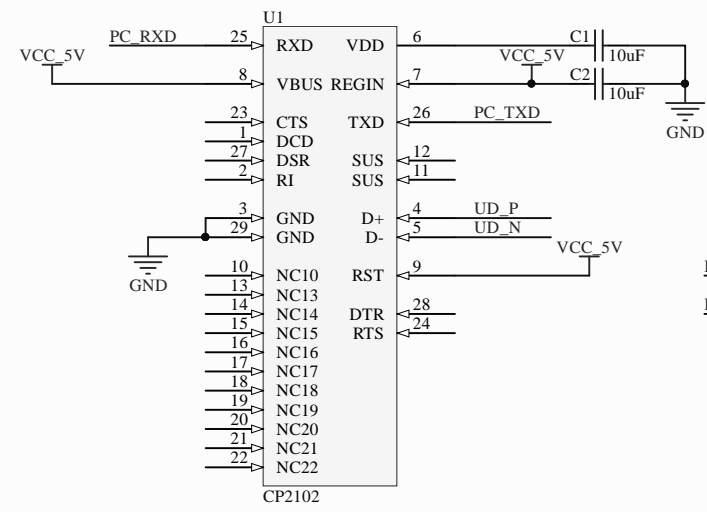 U1
PC_RXD 25 RXD VDD 6 C1
VCC_5V VCC_5V 10uF
8 VBUS REGIN 7 C2
10uF
23 CTS TXD 26 PC_TXD
GND
1 DCD
27 DSR SUS 12
2 RI SUS 11
3 GND D+ 4 UD_P
29 GND D- 5 UD_N
VCC_5V
GND
10 NC10 RST 9
13 NC13
14 NC14 DTR 28
15 NC15 RTS 24
16 NC16
17 NC17
18 NC18
19 NC19
20 NC20
21 NC21
22 NC22
CP2102